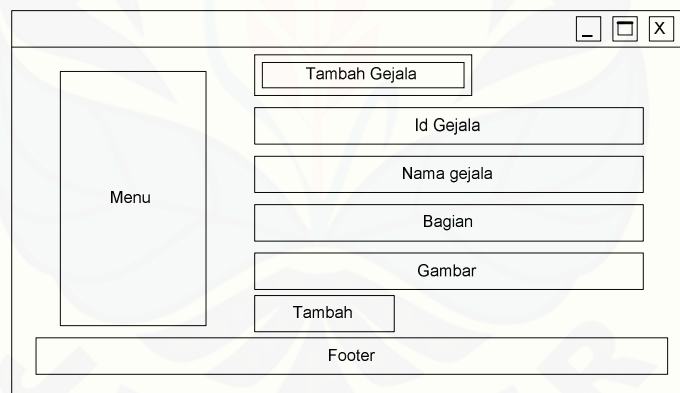 _ X
Tambah Gejala
Id Gejala
Nama gejala
Menu
Bagian
Gambar
Tambah
Footer